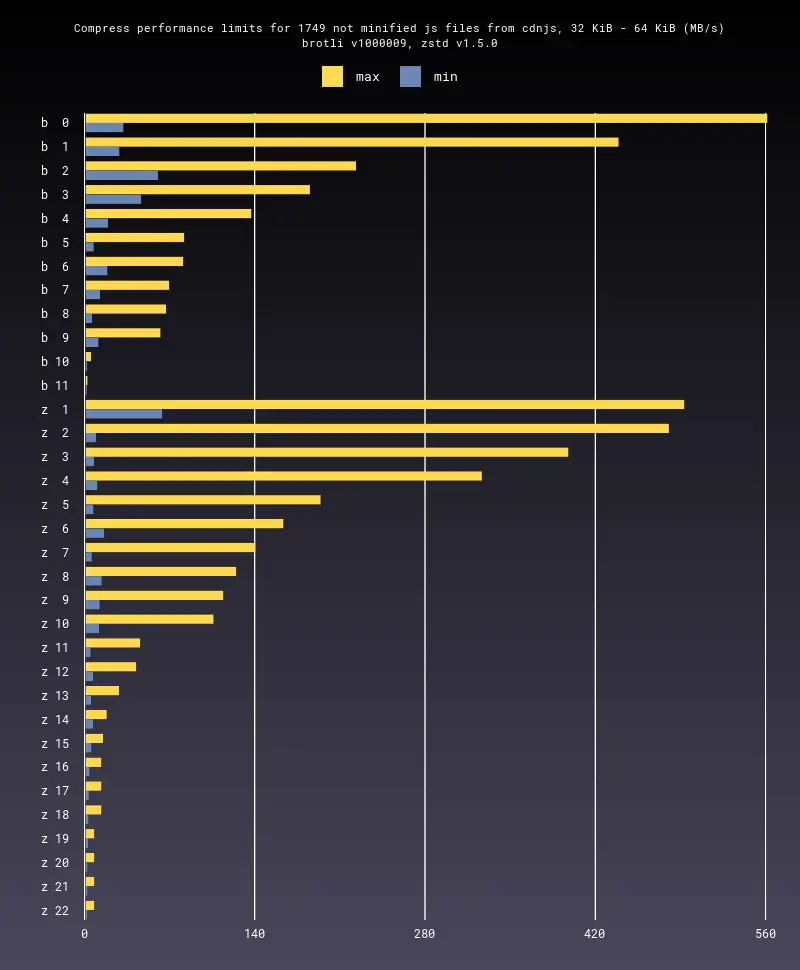 Compress performance limits for 1749 not minified js files from cdnjs, 32 KiB - 64 KiB (MB/s)
brotli v1000009, zstd v1.5.0
max min
b 0
b 1
b 2
b 3
b 4
b 5
b 6
b 7
b 8
b 9
b 10
b 11
z 1
z 2
z 3
z 4
z 5
z 6
z 7
z 8
z 9
z 10
z 11
z 12
z 13
z 14
z 15
z 16
z 17
z 18
z 19
z 20
z 21
z 22
0 140 280 420 560